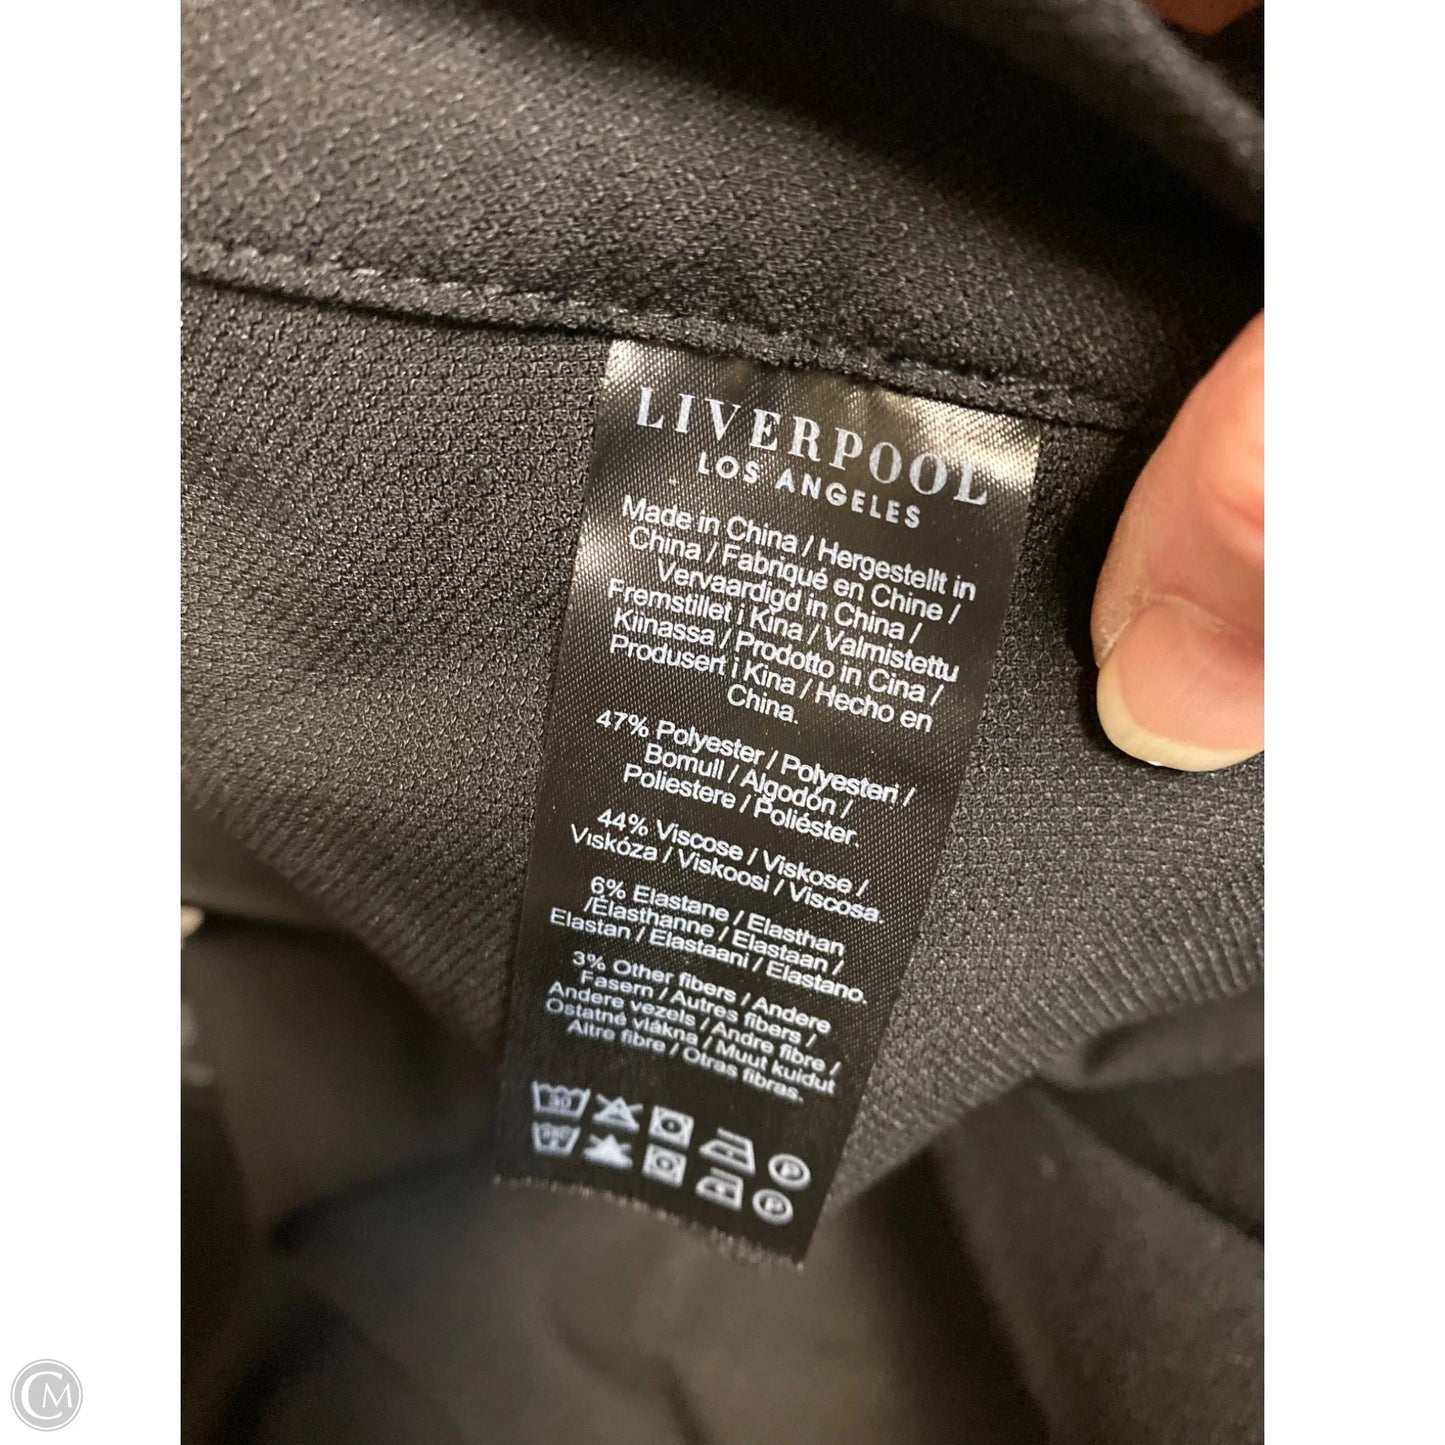 LIVERPOOL
LOS ANGELES
Made in China / Hergestellt in
China / Fabriqué en Chine /
Vervaardigd in China /
Fremstillet i Kina / Valmistettu
Kiinassa / Prodotto in Cina /
Produsert i Kina / Hecho en
China.
47% Polyester / Polyesteri /
Bomull / Algodón /
Poliestere / Poliéster.
44% Viscose / Viskose /
Viskóza / Viskoosi / Viscosa.
6% Elastane / Elasthan
/Élasthanne / Elastaan /
Elastan / Elastaani / Elastano.
3% Other fibers / Andere
Fasern / Autres fibers /
Andere vezels / Andre fibre /
Ostatné vlákna / Muut kuidut
Altre fibre / Otras fibras.
30
P
P
CM